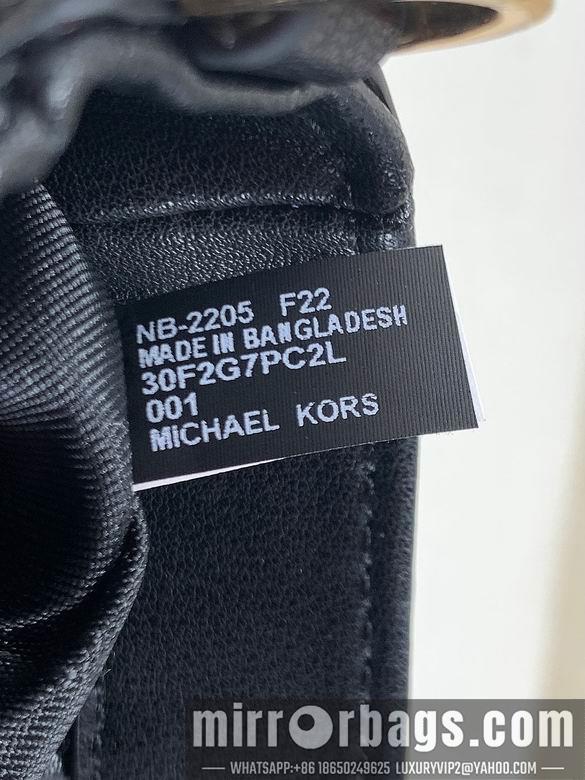 NB-2205 F22
MADE IN BANGLADESH
30F2G7PC2L
001
MICHAEL KORS
mirrorbags.com
WHATSAPP:+86 18650249625 LUXURYVIP2@YAHOO.COM